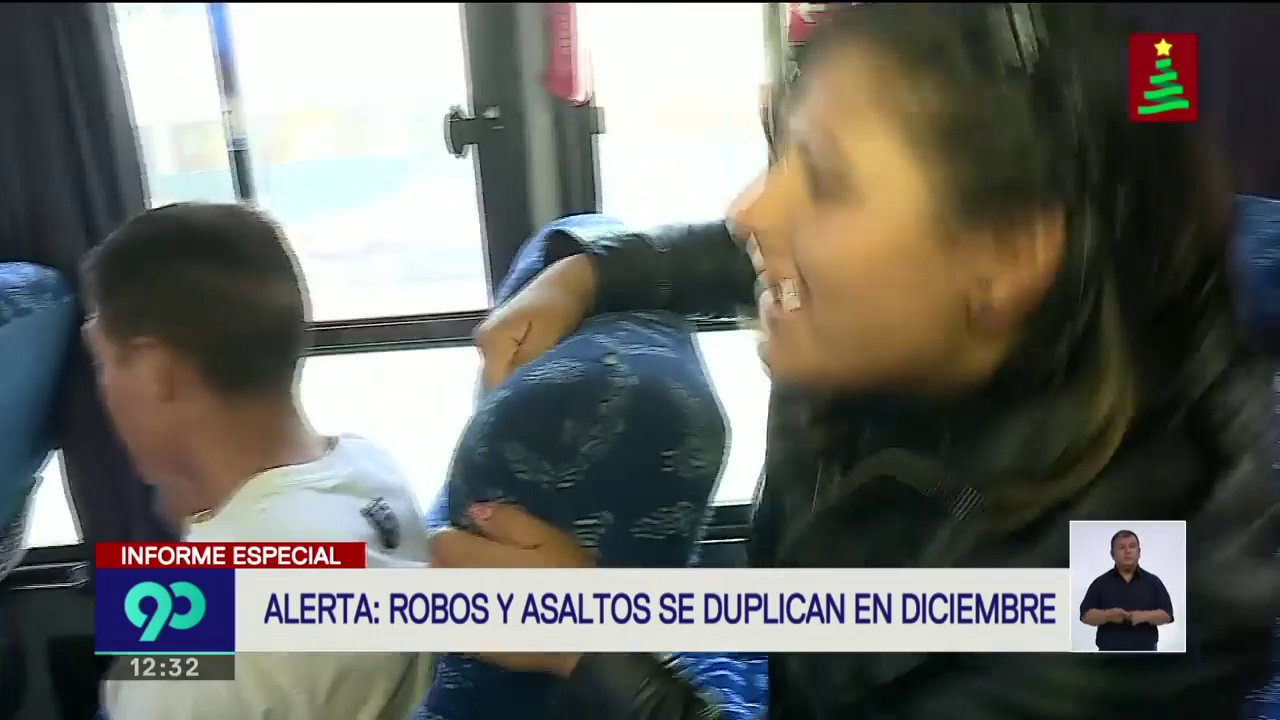 INFORME ESPECIAL
90
ALERTA: ROBOS Y ASALTOS SE DUPLICAN EN DICIEMBRE
12:32